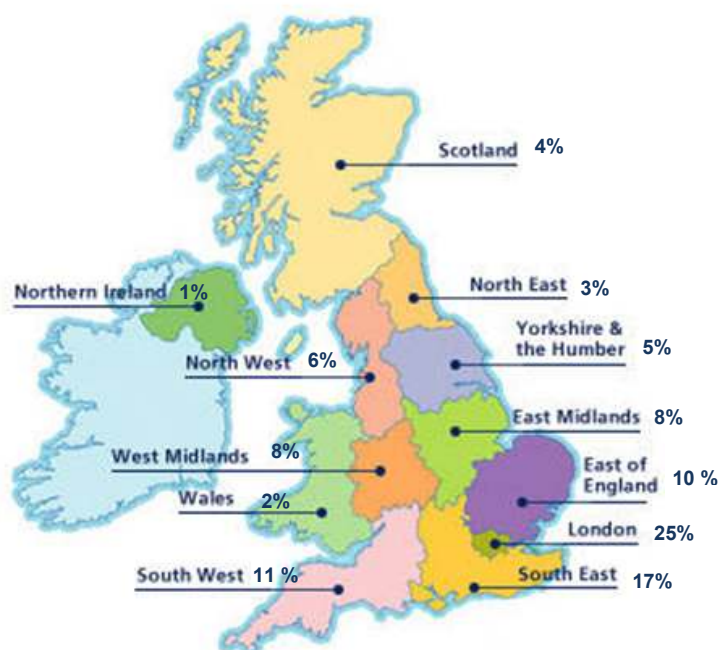 Scotland 4%
North East 3%
Northern Ireland 1%
Yorkshire &
the Humber 5%
North West 6%
East Midlands 8%
West Midlands 8%
East of
England 10 %
Wales 2%
London 25%
South West 11 %
South East 17%